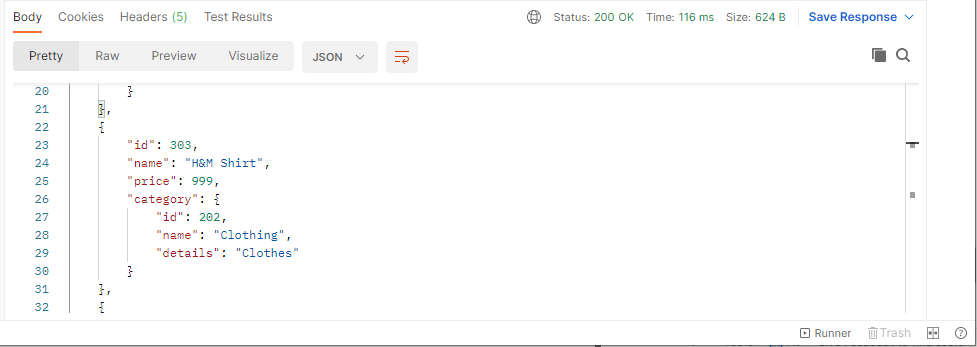 Body Cookies Headers (5) Test Results Status: 200 OK Time: 116 ms Size: 624 B Save Response
Pretty Raw Preview Visualize JSON
20 }
21 },
22 {
23 "id": 303,
24 "name": "H&M Shirt",
25 "price": 999,
26 "category": {
27 "id": 202,
28 "name": "Clothing",
29 "details": "Clothes"
30 }
31 },
32 {
Runner Trash